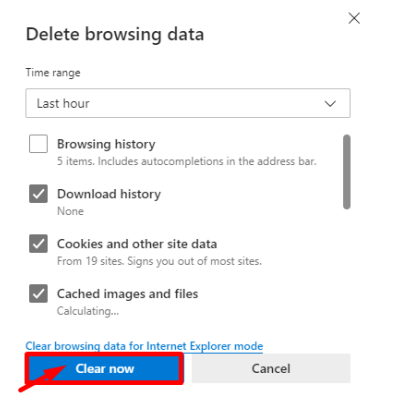 Delete browsing data
Time range
Last hour
Browsing history
5 items. Includes autocompletions in the address bar.
Download history
None
Cookies and other site data
From 19 sites. Signs you out of most sites.
Cached images and files
Calculating...
Clear browsing data for Internet Explorer mode
Clear now
Cancel